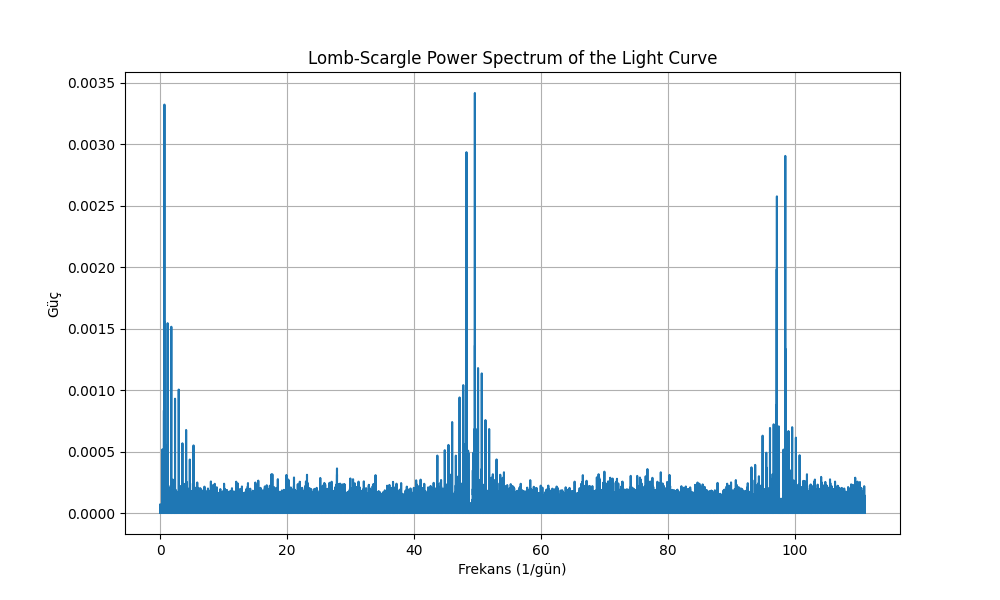 Lomb-Scargle Power Spectrum of the Light Curve
Güç
0.0035
0.0030
0.0025
0.0020
0.0015
0.0010
0.0005
0.0000
0 20 40 60 80 100
Frekans (1/gün)